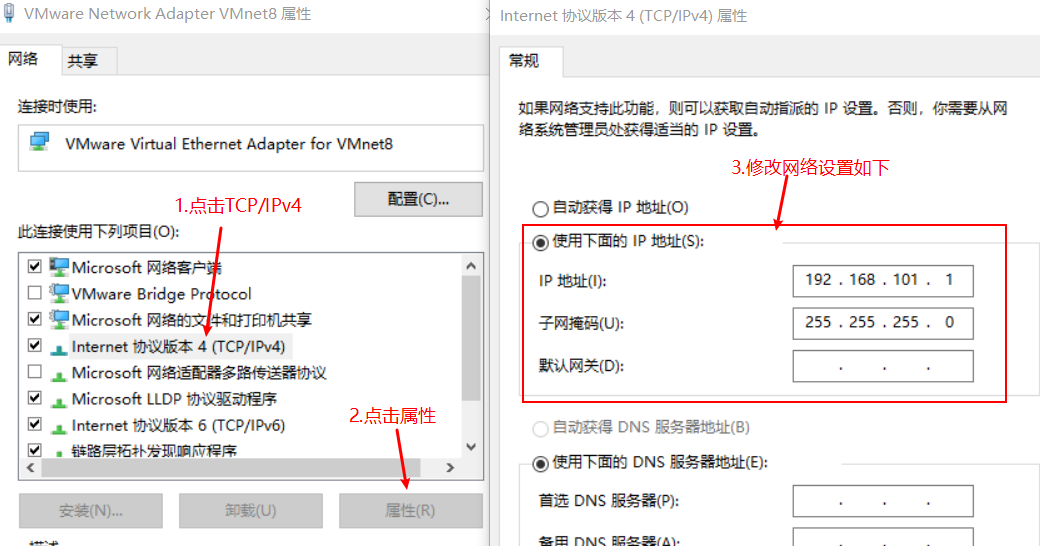 VMware Network Adapter VMnet8 属性
网络
共享
连接时使用:
VMware Virtual Ethernet Adapter for VMnet8
配置(C)...
1.点击TCP/IPv4
此连接使用下列项目(O):
Microsoft 网络客户端
VMware Bridge Protocol
Microsoft 网络的文件和打印机共享
Internet 协议版本 4 (TCP/IPv4)
Microsoft 网络适配器多路传送器协议
Microsoft LLDP 协议驱动程序
Internet 协议版本 6 (TCP/IPv6)
链路层拓扑发现响应程序
2.点击属性
安装(N)...
卸载(U)
属性(R)
描述
Internet 协议版本 4 (TCP/IPv4) 属性
常规
如果网络支持此功能，则可以获取自动指派的 IP 设置。否则，你需要从网
络系统管理员处获得适当的 IP 设置。
3.修改网络设置如下
自动获得 IP 地址(O)
使用下面的 IP 地址(S):
IP 地址(I):
192 . 168 . 101 . 1
子网掩码(U):
255 . 255 . 255 . 0
默认网关(D):
. . .
自动获得 DNS 服务器地址(B)
使用下面的 DNS 服务器地址(E):
首选 DNS 服务器(P):
. . .
备用 DNS 服务器(A):
. . .